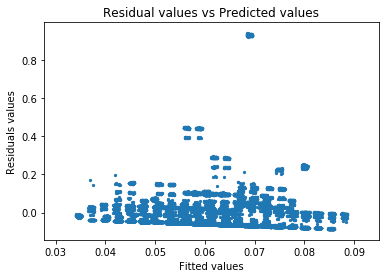 Residual values vs Predicted values
Residuals values
0.8
0.6
0.4
0.2
0.0
0.03 0.04 0.05 0.06 0.07 0.08 0.09
Fitted values